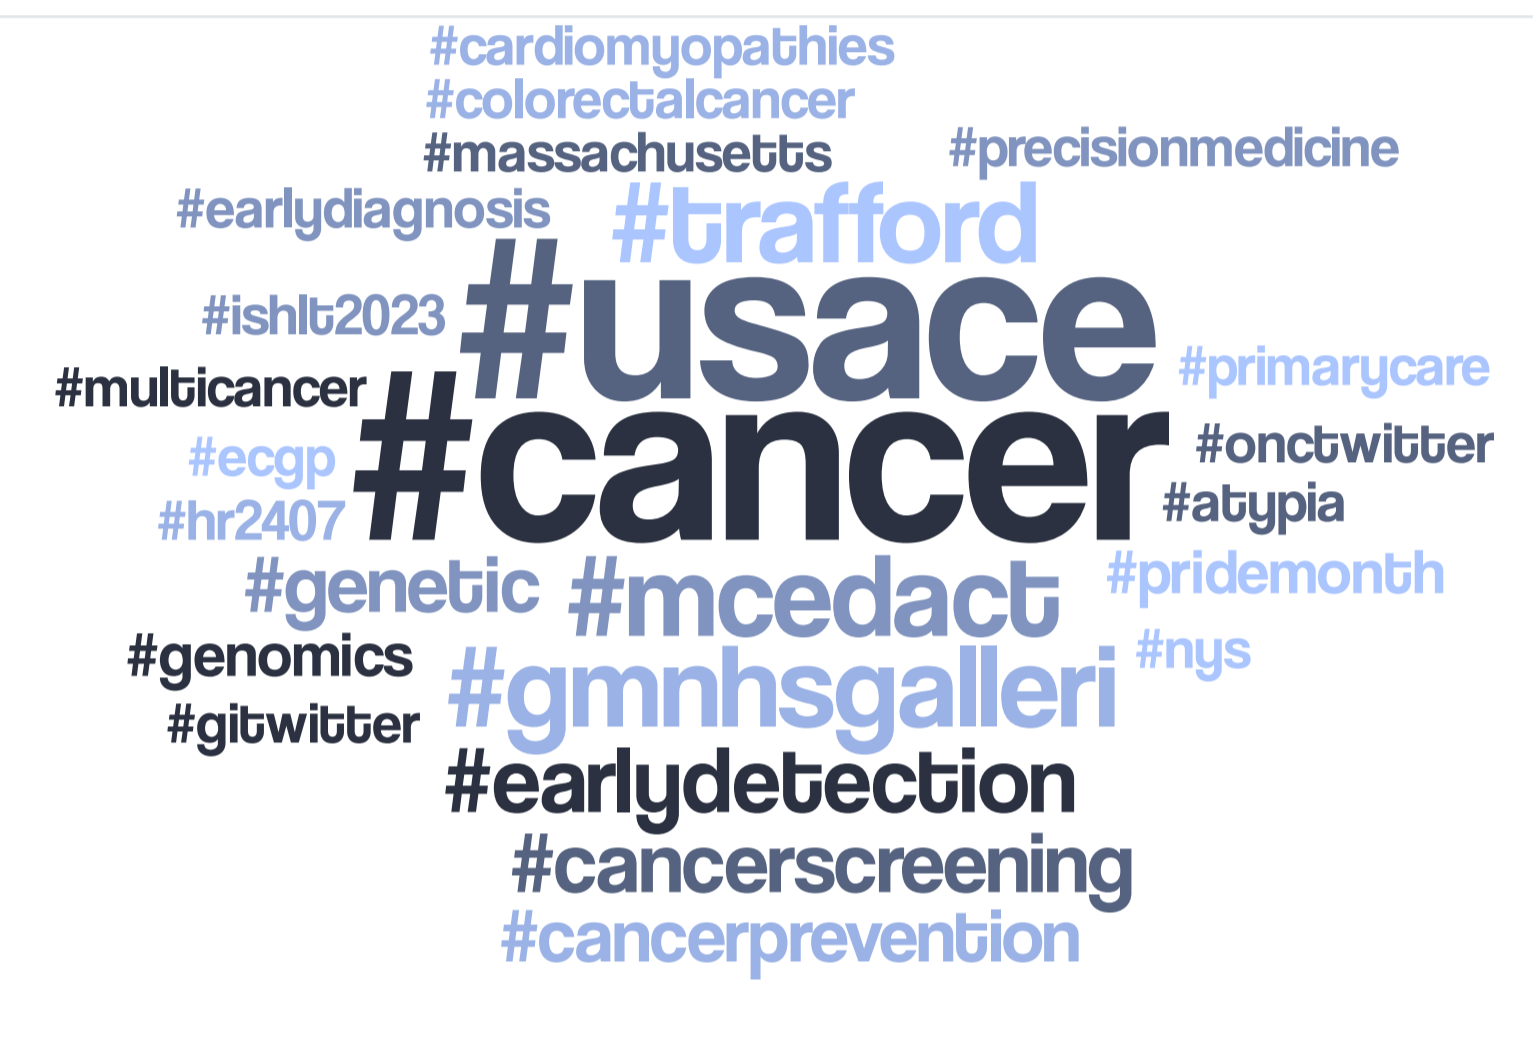 #cardiomyopathies
#colorectalcancer
#massachusetts
#precisionmedicine
#earlydiagnosis
#trafford
#ishlt2023
#usace
#primarycare
#multicancer
#cancer
#onctwitter
#ecgp
#atypia
#hr2407
#genetic
#mcedact
#pridemonth
#genomics
#nys
#gmnhsgalleri
#gitwitter
#earlydetection
#cancerscreening
#cancerprevention